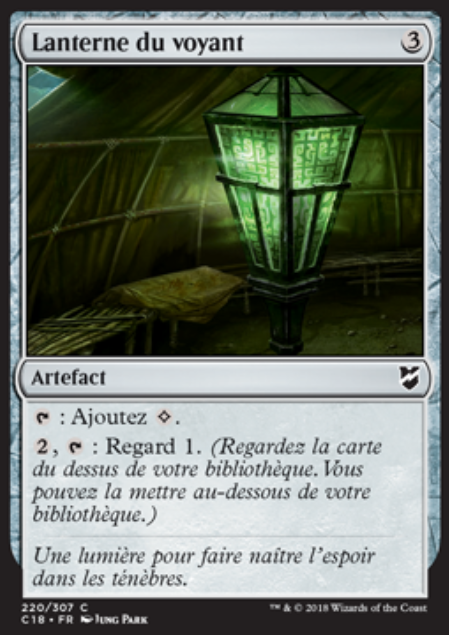 Lanterne du voyant 3
Artefact
: Ajoutez .
2, : Regard 1. (Regardez la carte
du dessus de votre bibliothèque. Vous
pouvez la mettre au-dessous de votre
bibliothèque.)
Une lumière pour faire naître l'espoir
dans les ténèbres.
220/307 C
C18 • FR Jung Park
™ & © 2018 Wizards of the Coast